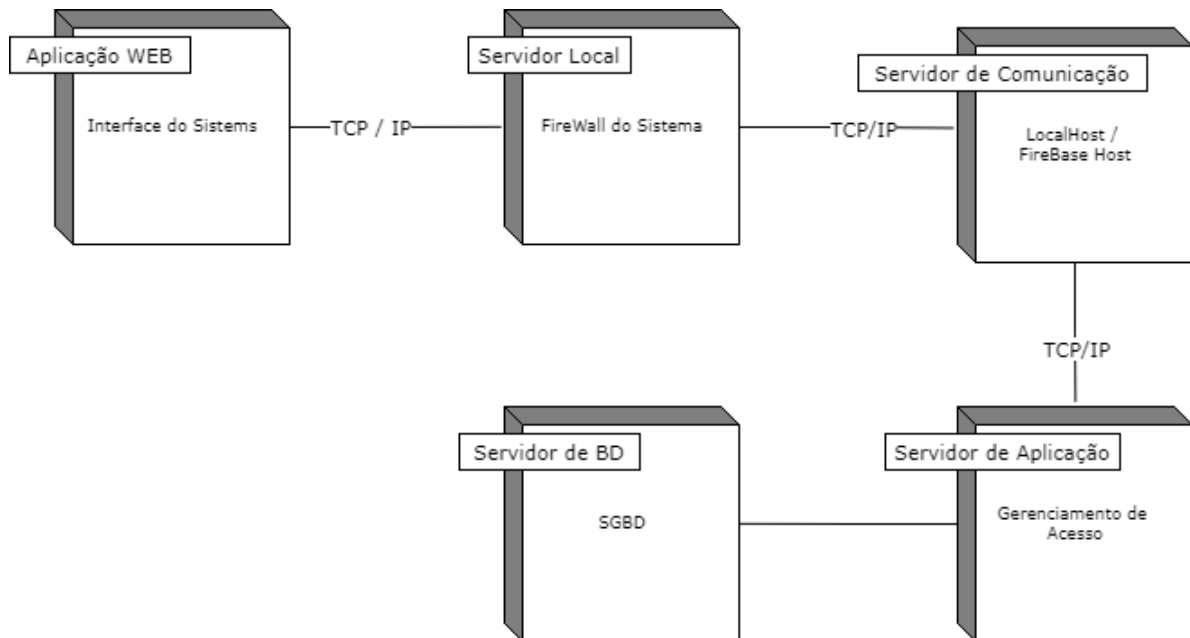 Aplicação WEB
Interface do Sistems
TCP / IP
Servidor Local
FireWall do Sistema
TCP/IP
Servidor de Comunicação
LocalHost /
FireBase Host
TCP/IP
Servidor de BD
SGBD
Servidor de Aplicação
Gerenciamento de
Acesso